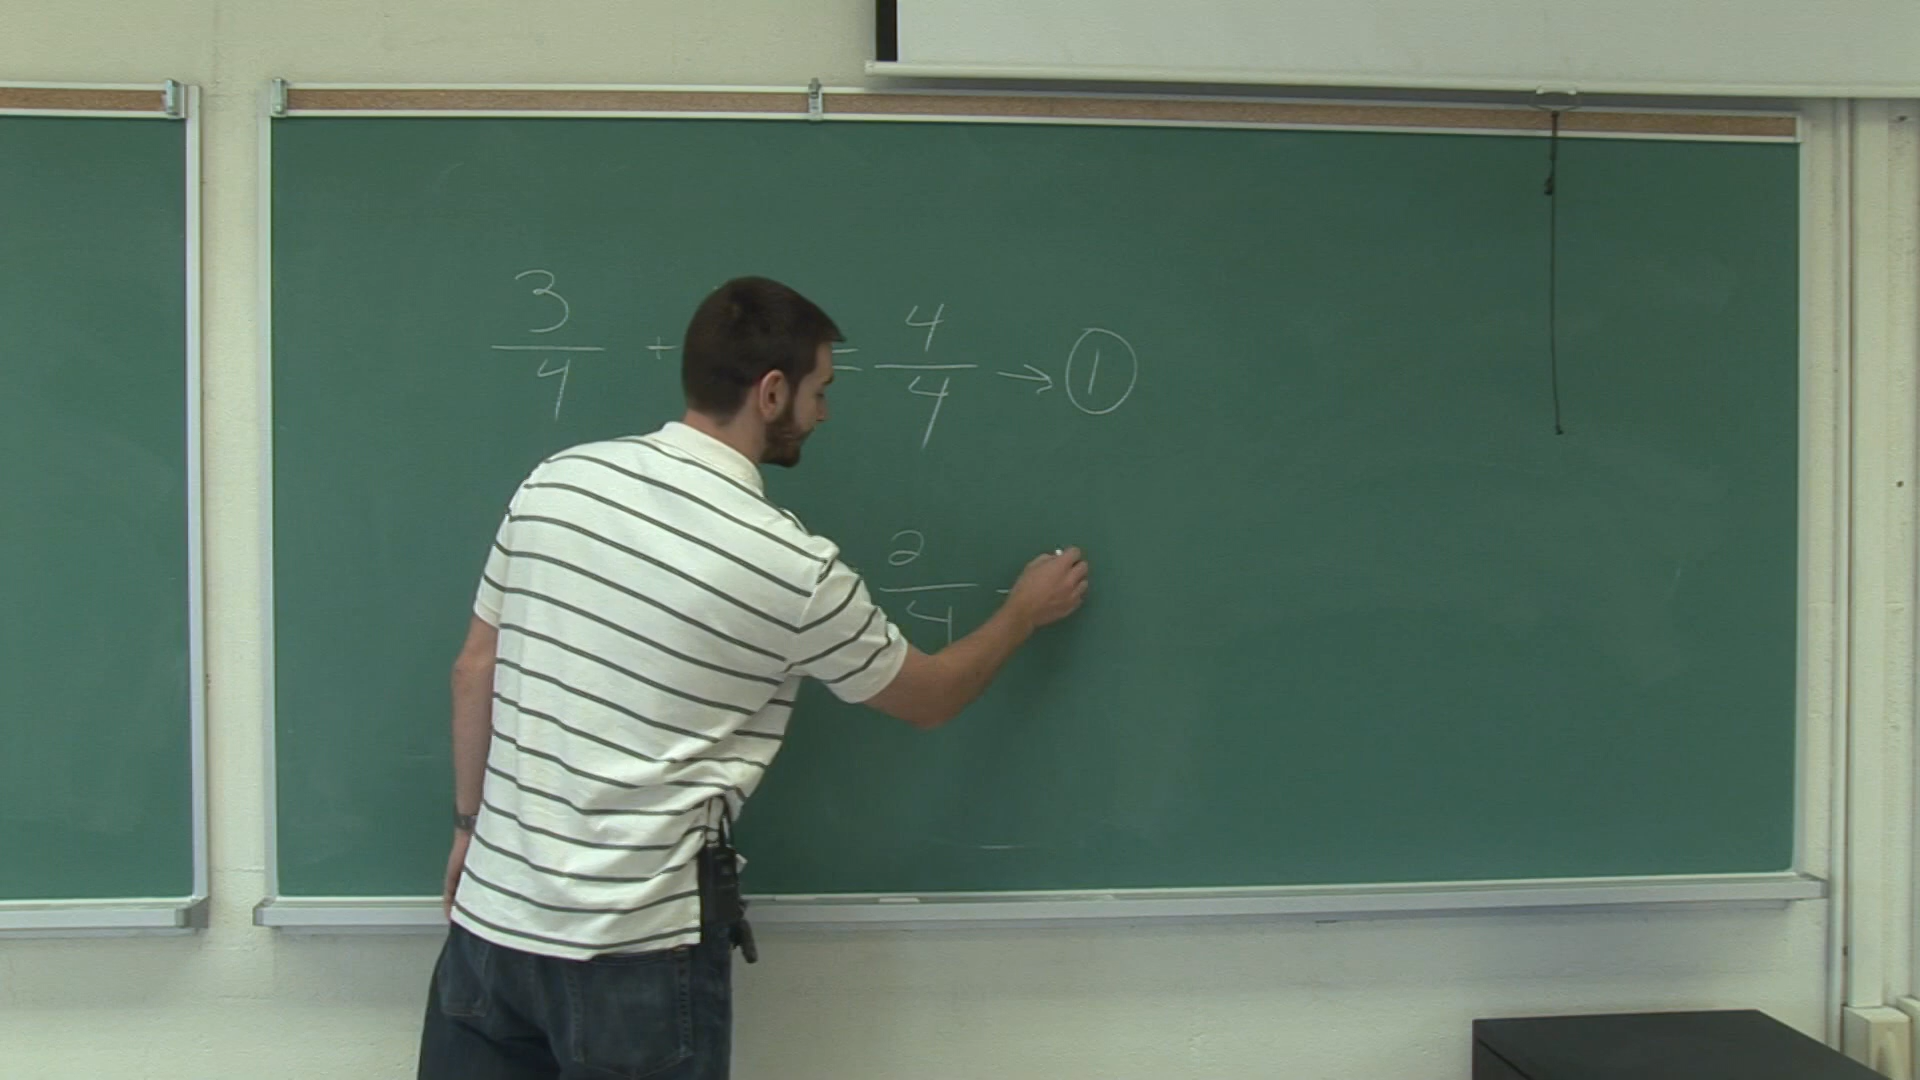 3/4 + = 4/4 → 1
2/4